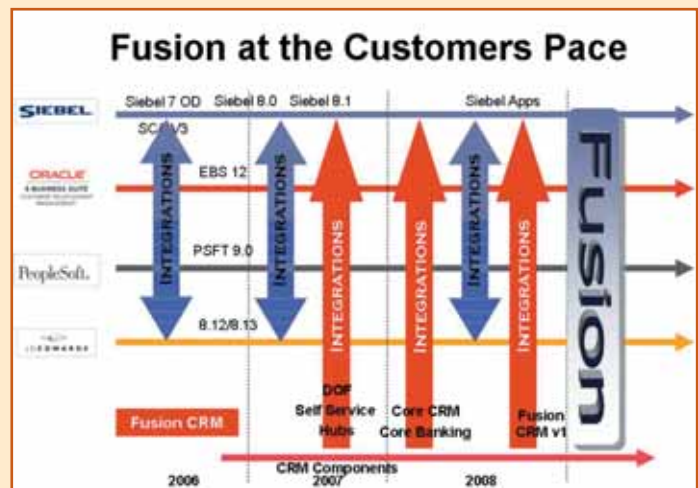 Fusion at the Customers Pace
SIEBEL
Siebel 7 OD
Siebel 8.0
Siebel 8.1
Siebel Apps
ORACLE
EBS 12
PeopleSoft.
PSFT 9.0
JDEDWARDS
8.12/8.13
INTEGRATIONS
INTEGRATIONS
INTEGRATIONS
INTEGRATIONS
INTEGRATIONS
INTEGRATIONS
Fusion
Fusion CRM
DOF
Self Service
Hubs
Core CRM
Core Banking
Fusion
CRM v1
CRM Components
2006
2007
2008